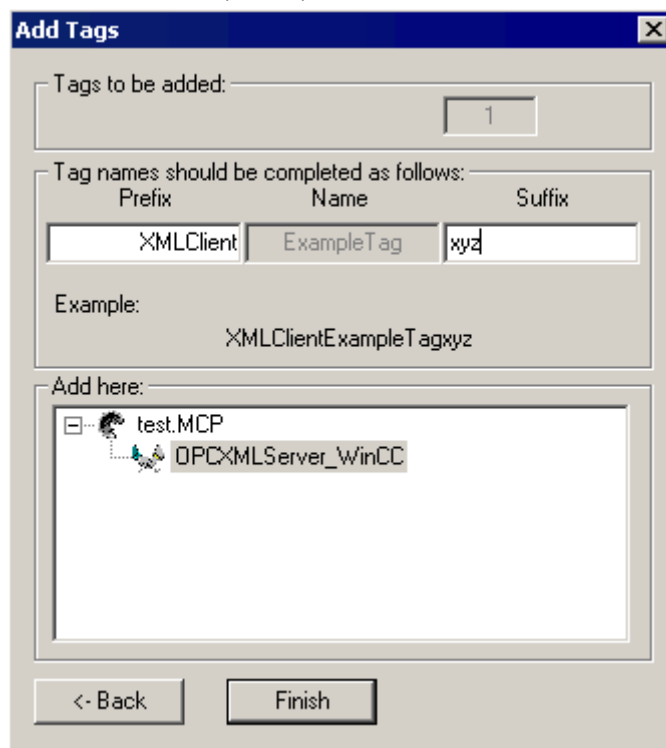 Add Tags
Tags to be added:
1
Tag names should be completed as follows:
Prefix Name Suffix
XMLClient ExampleTag xyz
Example:
XMLClientExampleTagxyz
Add here:
test.MCP
OPCXMLServer_WinCC
<- Back Finish